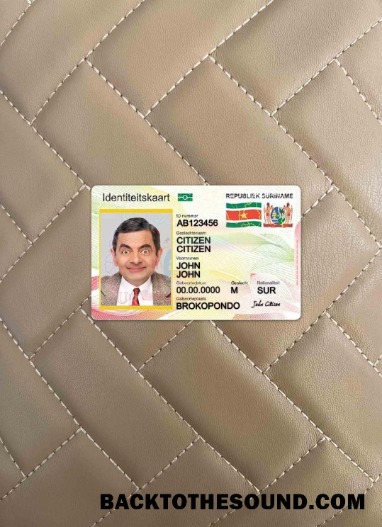 Identiteitskaart
REPUBLIEK SURINAME
ID nummer
AB123456
Geslachtsnaam
CITIZEN
CITIZEN
Voornamen
JOHN
JOHN
Geboortedatum Geslacht Nationaliteit
00.00.0000 M SUR
Geboorteplaats
BROKOPONDO John Citizen
BACKTOTHESOUND.COM